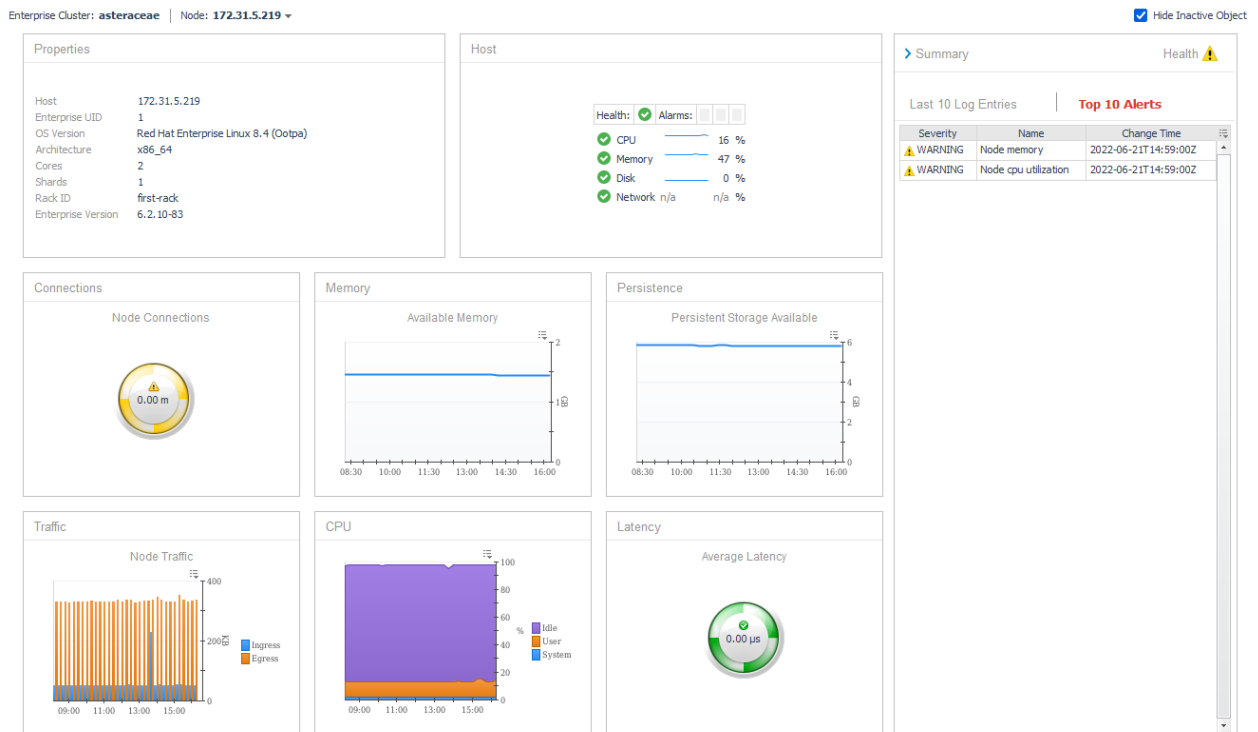 Enterprise Cluster: asteraceae | Node: 172.31.5.219
Hide Inactive Object
Properties
Host 172.31.5.219
Enterprise UID 1
OS Version Red Hat Enterprise Linux 8.4 (Ootpa)
Architecture x86_64
Cores 2
Shards 1
Rack ID first-rack
Enterprise Version 6.2.10-83
Host
Health: Alarms:
CPU 16 %
Memory 47 %
Disk 0 %
Network n/a n/a %
Summary Health
Last 10 Log Entries | Top 10 Alerts
Severity Name Change Time
WARNING Node memory 2022-06-21T14:59:00Z
WARNING Node cpu utilization 2022-06-21T14:59:00Z
Connections
Node Connections
0.00 m
Memory
Available Memory
2
1
GB
0
08:30 10:00 11:30 13:00 14:30 16:00
Persistence
Persistent Storage Available
6
4
GB
2
0
08:30 10:00 11:30 13:00 14:30 16:00
Traffic
Node Traffic
400
200
KB
0
Ingress
Egress
09:00 11:00 13:00 15:00
CPU
100
80
60
40
20
0
%
Idle
User
System
09:00 11:00 13:00 15:00
Latency
Average Latency
0.00 µs